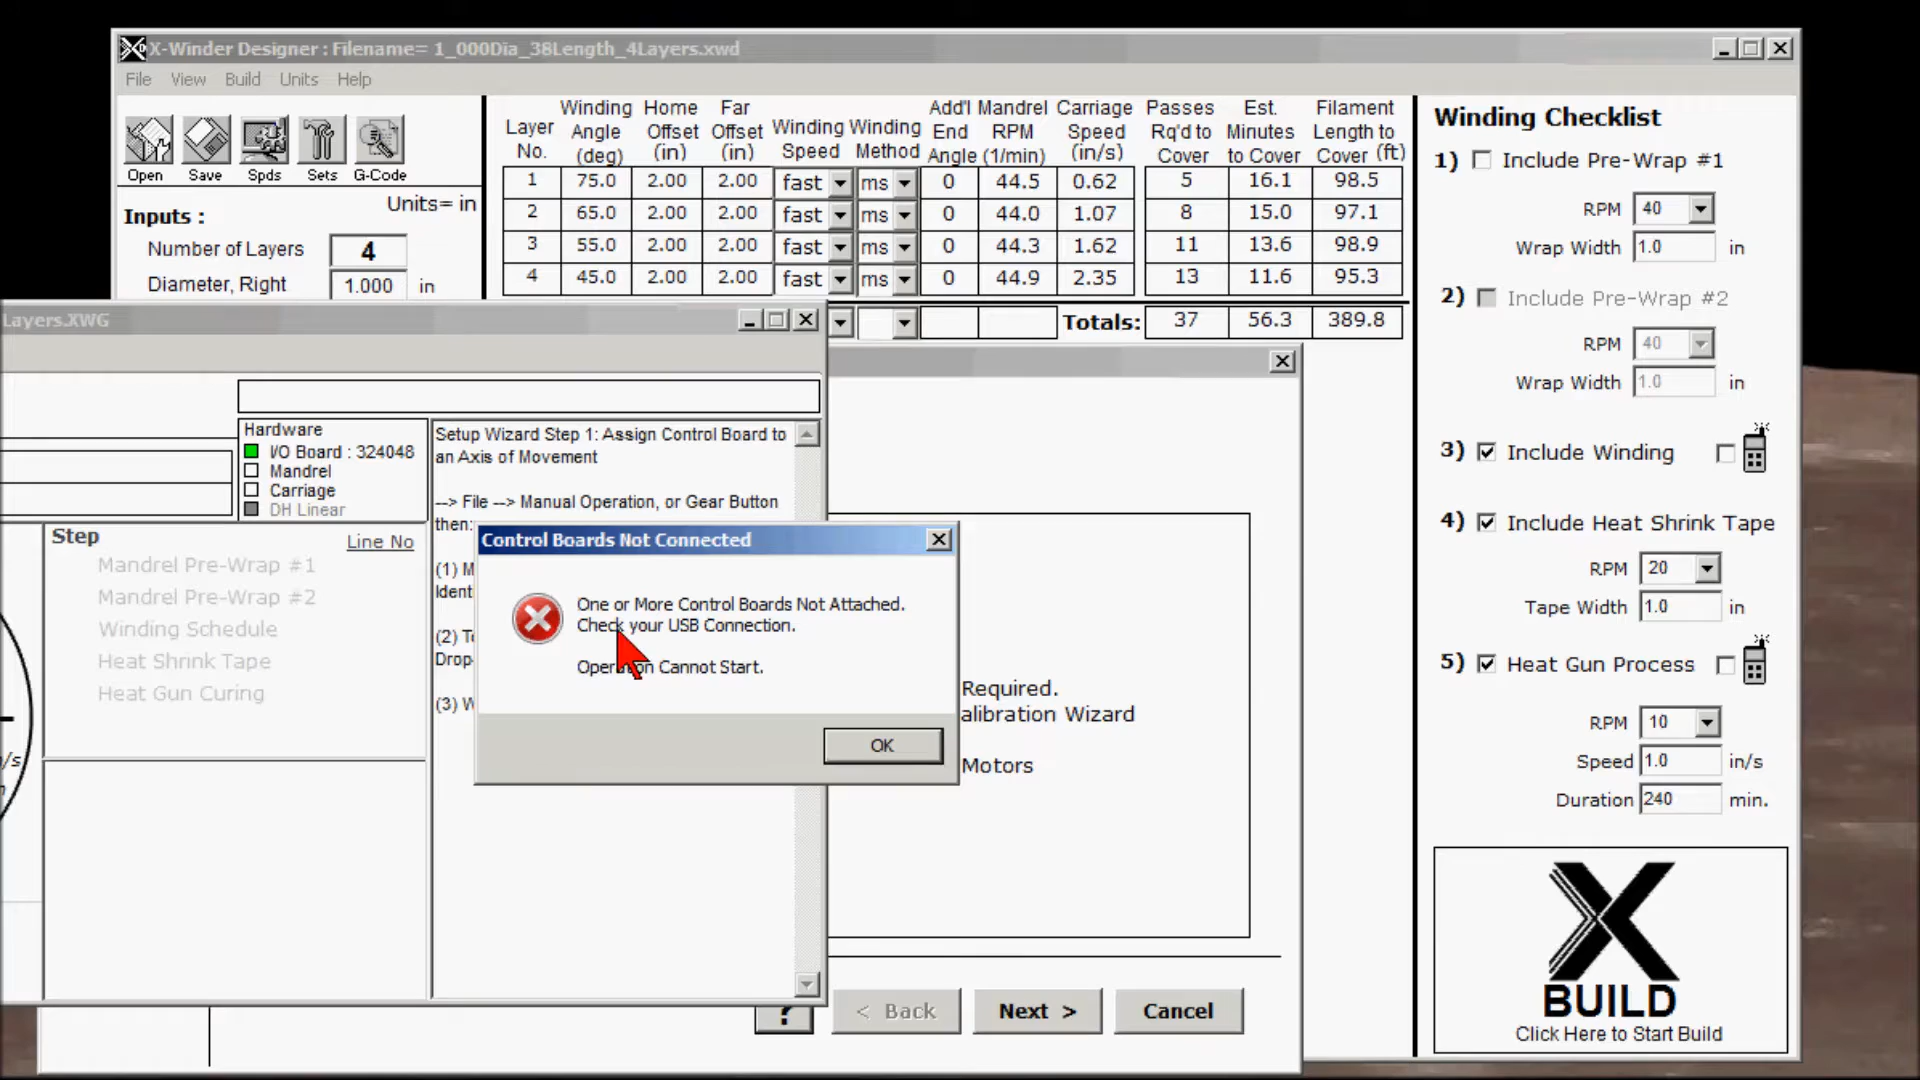 X-Winder Designer : Filename= 1_000Dia_38Length_4Layers.xwd
File View Build Units Help
Open Save Spds Sets G-Code
Units= in
Inputs :
Number of Layers 4
Diameter, Right 1.000 in
Layer No. Winding Angle (deg) Home Offset (in) Far Offset (in) Winding Speed Winding Method Add'l End Angle Mandrel RPM (1/min) Carriage Speed (in/s) Passes Rq'd to Cover Est. Minutes to Cover Filament Length to Cover (ft)
1 75.0 2.00 2.00 fast ms 0 44.5 0.62 5 16.1 98.5
2 65.0 2.00 2.00 fast ms 0 44.0 1.07 8 15.0 97.1
3 55.0 2.00 2.00 fast ms 0 44.3 1.62 11 13.6 98.9
4 45.0 2.00 2.00 fast ms 0 44.9 2.35 13 11.6 95.3
Totals: 37 56.3 389.8
Winding Checklist
1) Include Pre-Wrap #1
RPM 40
Wrap Width 1.0 in
2) Include Pre-Wrap #2
RPM 40
Wrap Width 1.0 in
3) Include Winding
4) Include Heat Shrink Tape
RPM 20
Tape Width 1.0 in
5) Heat Gun Process
RPM 10
Speed 1.0 in/s
Duration 240 min.
X
BUILD
Click Here to Start Build
Layers.XWG
Hardware
I/O Board : 324048
Mandrel
Carriage
DH Linear
Step Line No
Mandrel Pre-Wrap #1
Mandrel Pre-Wrap #2
Winding Schedule
Heat Shrink Tape
Heat Gun Curing
Setup Wizard Step 1: Assign Control Board to
an Axis of Movement
--> File --> Manual Operation, or Gear Button
then:
(1) M
Ident
(2) To
Drop-
(3) W
Control Boards Not Connected
One or More Control Boards Not Attached.
Check your USB Connection.
Operation Cannot Start.
OK
Required.
alibration Wizard
Motors
? < Back Next > Cancel